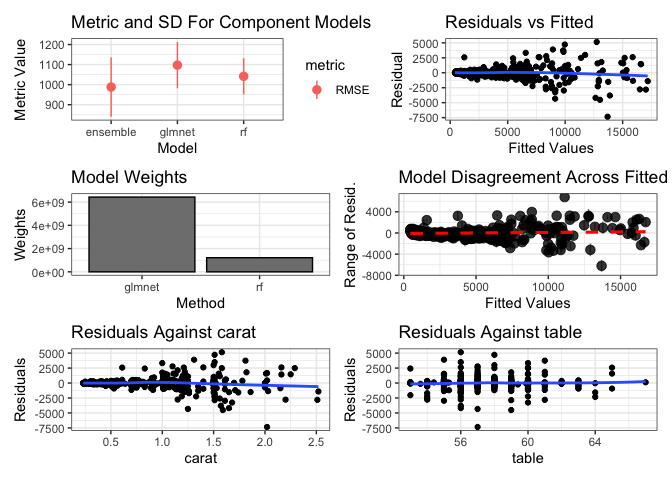 Metric and SD For Component Models
Metric Value
1200
1100
1000
900
ensemble glmnet rf
Model
metric
RMSE
Residuals vs Fitted
Residual
5000
2500
0
-2500
-5000
-7500
0 5000 10000 15000
Fitted Values
Model Weights
Weights
6e+09
4e+09
2e+09
0e+00
glmnet rf
Method
Model Disagreement Across Fitted
Range of Resid.
4000
0
-4000
-8000
0 5000 10000 15000
Fitted Values
Residuals Against carat
Residuals
5000
2500
0
-2500
-5000
-7500
0.5 1.0 1.5 2.0 2.5
carat
Residuals Against table
Residuals
5000
2500
0
-2500
-5000
-7500
56 60 64
table